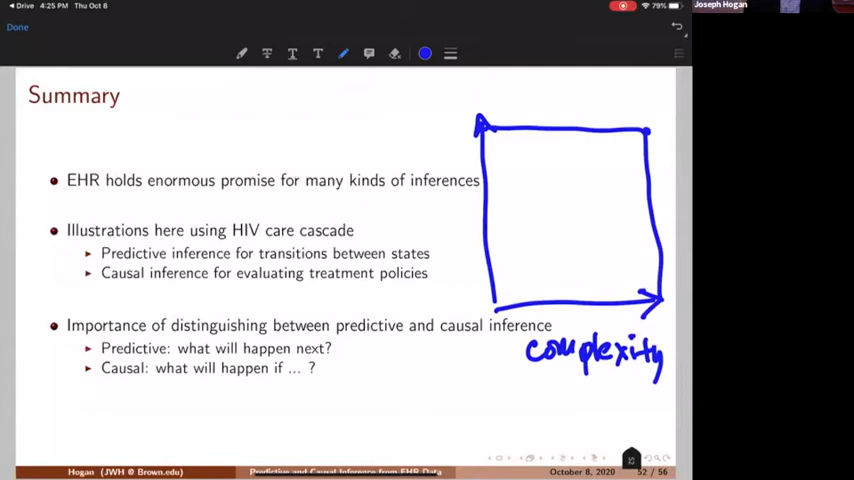 Drive 4:25 PM Thu Oct 8 79%
Joseph Hogan
Done
Summary
EHR holds enormous promise for many kinds of inferences
Illustrations here using HIV care cascade
Predictive inference for transitions between states
Causal inference for evaluating treatment policies
Importance of distinguishing between predictive and causal inference
Predictive: what will happen next?
Causal: what will happen if ... ?
complexity
Hogan (JWH @ Brown.edu) Predictive and Causal Inference from EHR Data October 8, 2020 52 / 56